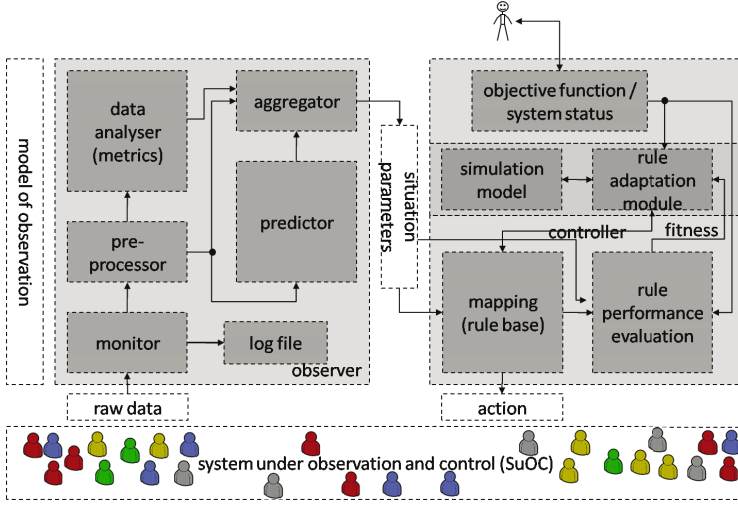 model of observation
data
analyser
(metrics)
aggregator
pre-
processor
predictor
monitor
log file
observer
raw data
situation
parameters
objective function /
system status
simulation
model
rule
adaptation
module
controller
fitness
mapping
(rule base)
rule
performance
evaluation
action
system under observation and control (SuOC)